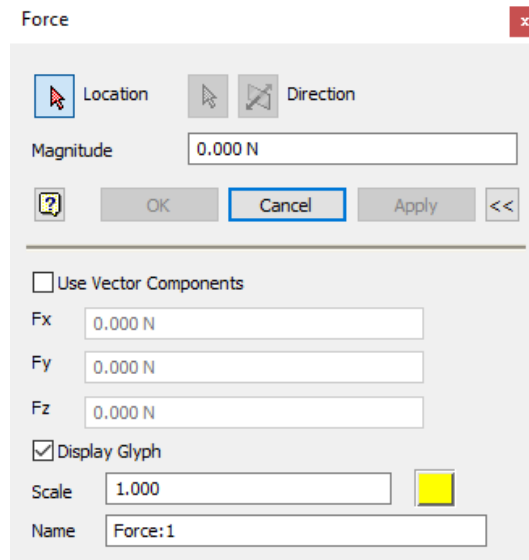 Force
x
Location Direction
Magnitude 0.000 N
? OK Cancel Apply <<
Use Vector Components
Fx 0.000 N
Fy 0.000 N
Fz 0.000 N
Display Glyph
Scale 1.000
Name Force:1